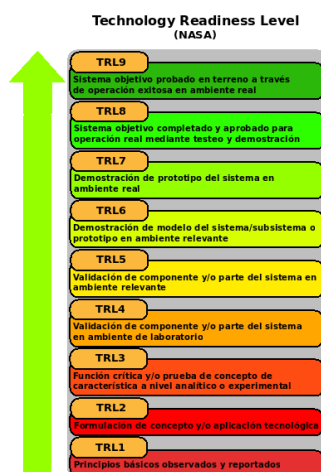 Technology Readiness Level
(NASA)
TRL9
Sistema objetivo probado en terreno a través
de operación exitosa en ambiente real
TRL8
Sistema objetivo completado y aprobado para
operación real mediante testeo y demostración
TRL7
Demostración de prototipo del sistema en
ambiente real
TRL6
Demostración de modelo del sistema/subsistema o
prototipo en ambiente relevante
TRL5
Validación de componente y/o parte del sistema en
ambiente relevante
TRL4
Validación de componente y/o parte del sistema
en ambiente de laboratorio
TRL3
Función crítica y/o prueba de concepto de
característica a nivel analítico o experimental
TRL2
Formulación de concepto y/o aplicación tecnológica
TRL1
Principios básicos observados y reportados